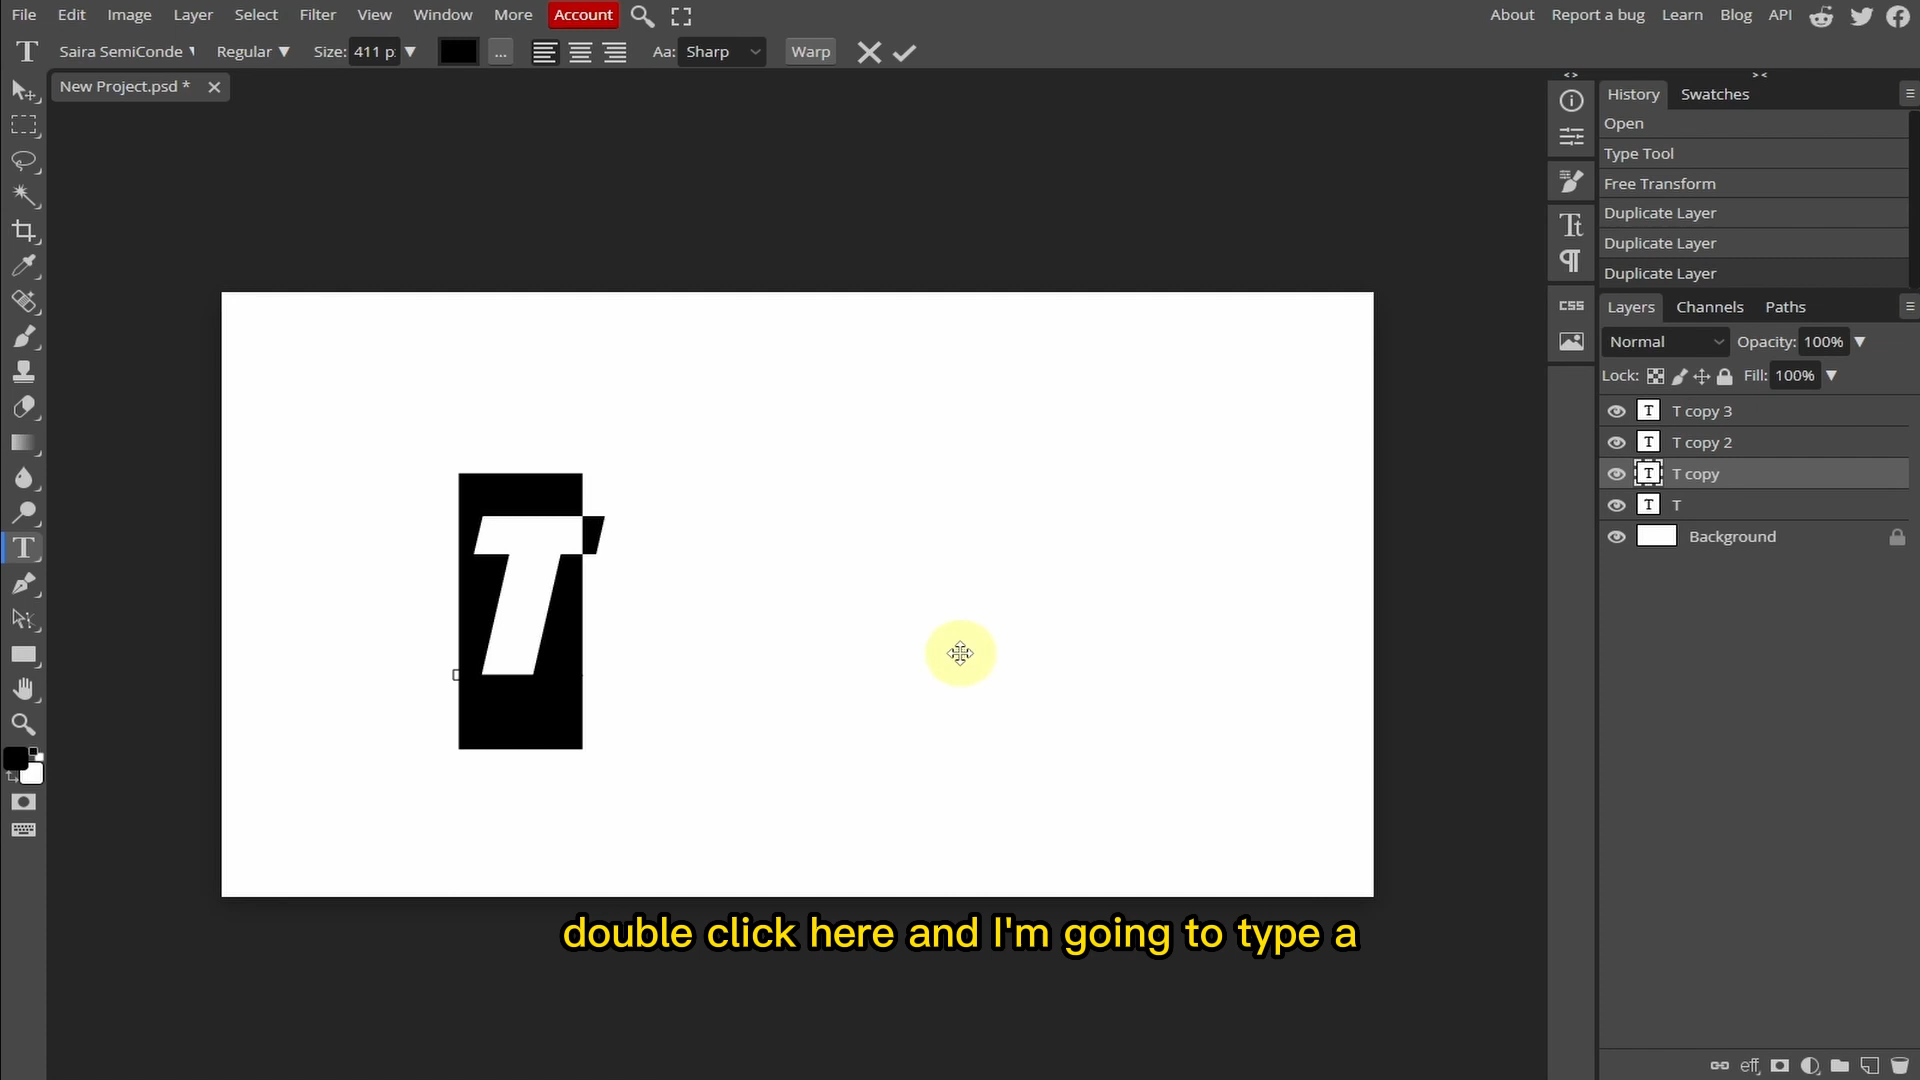 File Edit Image Layer Select Filter View Window More Account About Report a bug Learn Blog API
T Saira SemiConde Regular Size: 411 p ... Aa: Sharp Warp
New Project.psd *
History Swatches
Open
Type Tool
Free Transform
Duplicate Layer
Duplicate Layer
Duplicate Layer
Layers Channels Paths
Normal Opacity: 100%
Lock: Fill: 100%
T T copy 3
T T copy 2
T T copy
T T
Background
CSS
T
T
eff
double click here and I'm going to type a